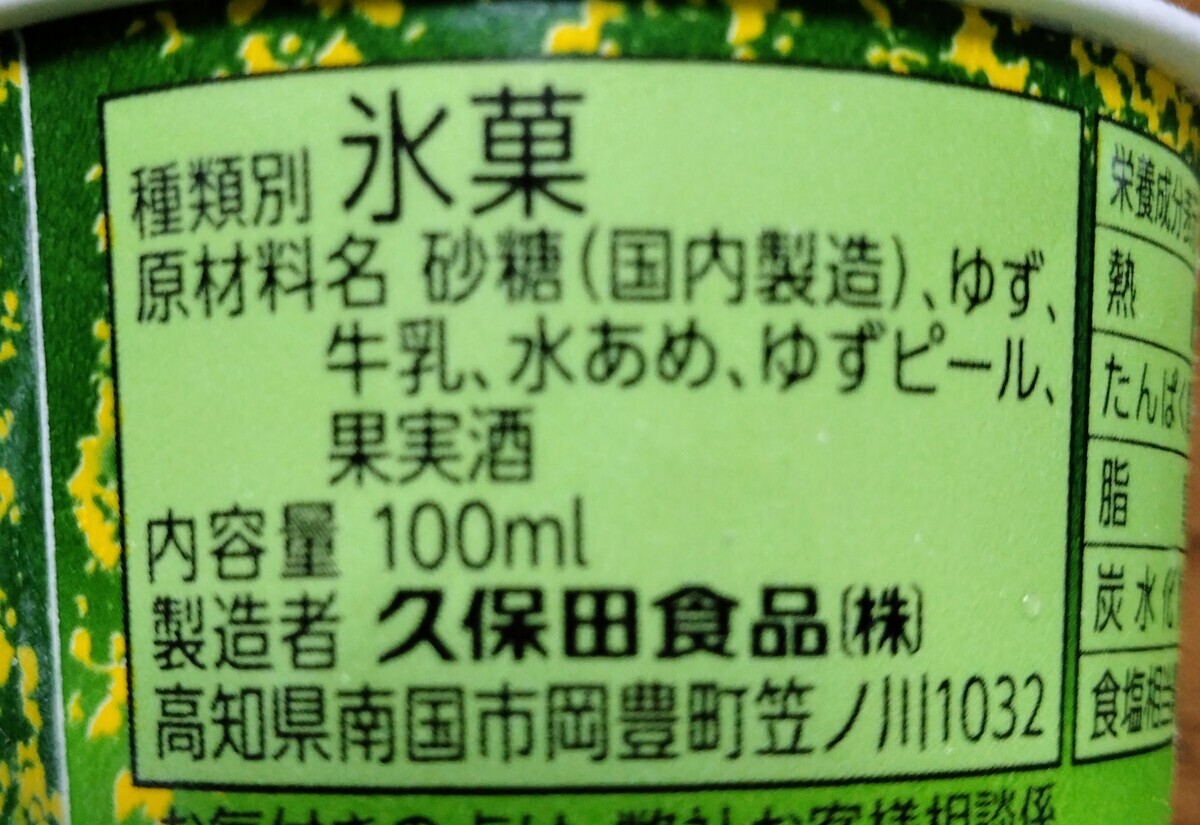 種類別 氷菓
原材料名 砂糖(国内製造)、ゆず、
牛乳、水あめ、ゆずピール、
果実酒
内容量 100ml
製造者 久保田食品(株)
高知県南国市岡豊町笠ノ川1032
栄養成分
熱
たんぱく
脂
炭水化
食塩相当